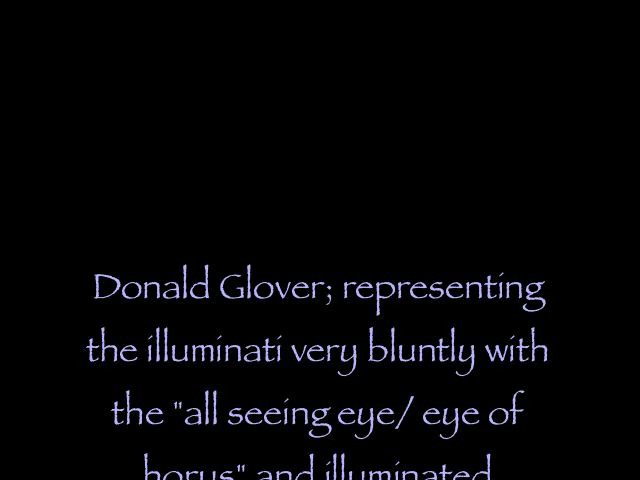 Donald Glover; representing
the illuminati very bluntly with
the "all seeing eye/ eye of
horus" and illuminated